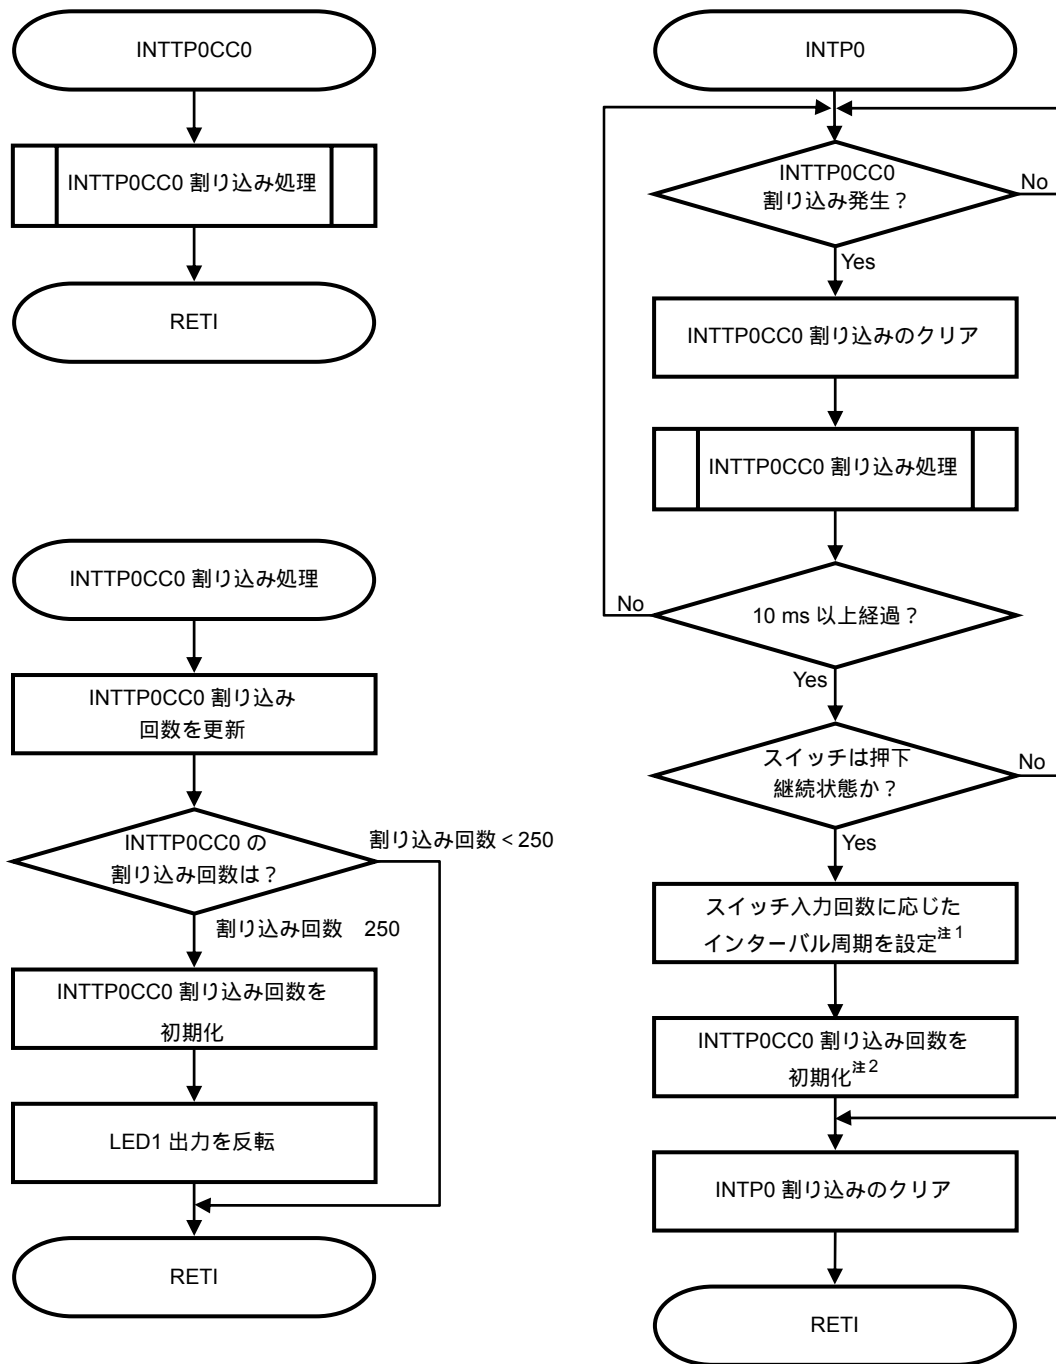 INTTP0CC0
INTTP0CC0 割り込み処理
RETI
INTTP0CC0 割り込み処理
INTTP0CC0 割り込み
回数を更新
INTTP0CC0 の
割り込み回数は？
割り込み回数 < 250
割り込み回数　250
INTTP0CC0 割り込み回数を
初期化
LED1 出力を反転
RETI
INTP0
INTTP0CC0
割り込み発生？
No
Yes
INTTP0CC0 割り込みのクリア
INTTP0CC0 割り込み処理
No
10 ms 以上経過？
Yes
スイッチは押下
継続状態か？
No
Yes
スイッチ入力回数に応じた
インターバル周期を設定注1
INTTP0CC0 割り込み回数を
初期化注2
INTP0 割り込みのクリア
RETI